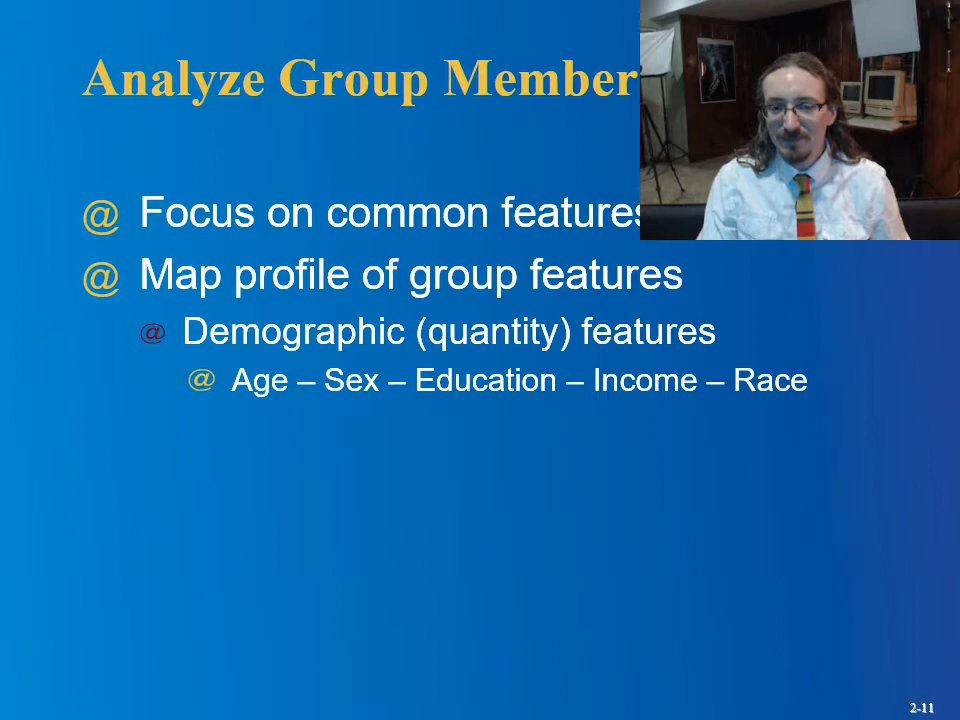 Analyze Group Member
@ Focus on common features
@ Map profile of group features
@ Demographic (quantity) features
@ Age – Sex – Education – Income – Race
2-11